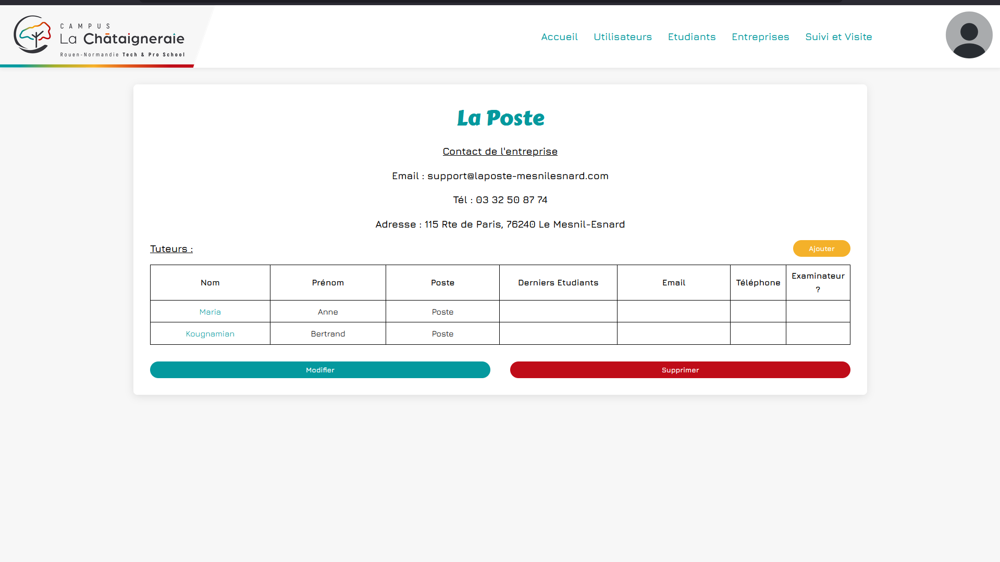 CAMPUS
La Châtaigneraie
Rouen-Normandie Tech & Pro School
Accueil
Utilisateurs
Etudiants
Entreprises
Suivi et Visite
La Poste
Contact de l'entreprise
Email : support@laposte-mesnilesnard.com
Tél : 03 32 50 87 74
Adresse : 115 Rte de Paris, 76240 Le Mesnil-Esnard
Tuteurs :
Ajouter
Nom Prénom Poste Derniers Etudiants Email Téléphone Examinateur ?
Maria Anne Poste
Kougnamian Bertrand Poste
Modifier
Supprimer